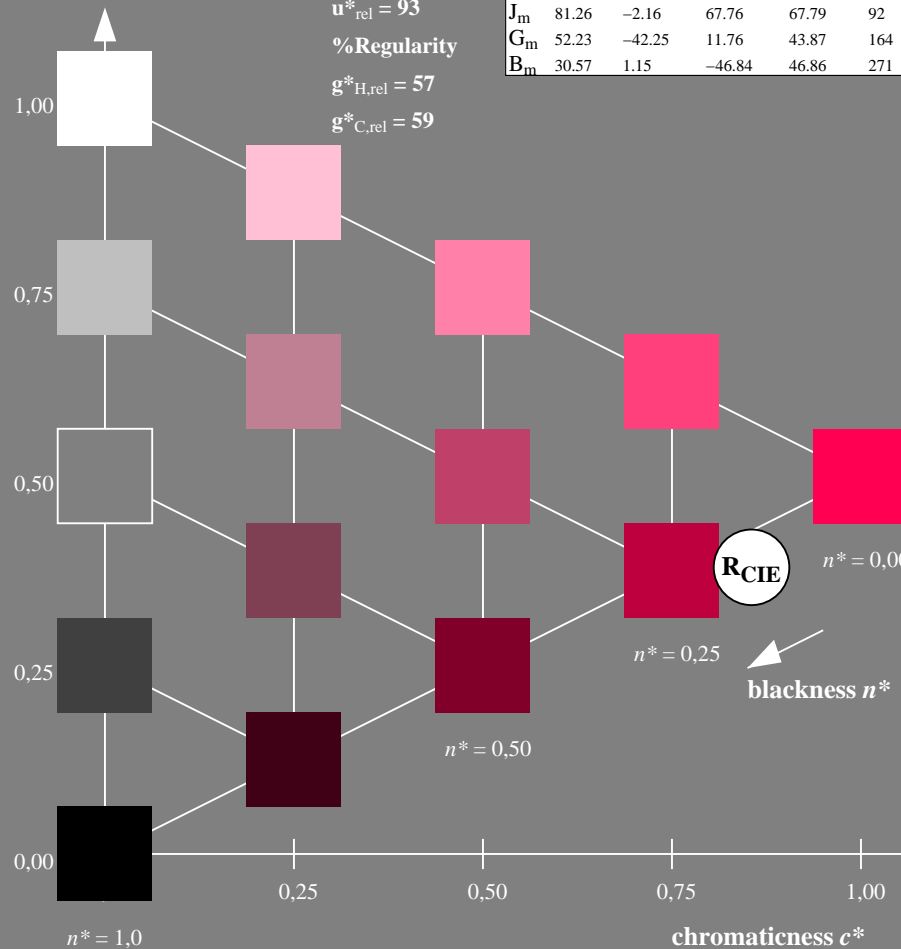 u*rel = 93
%Regularity
g*H,rel = 57
g*C,rel = 59
Jm 81.26 −2.16 67.76 67.79 92
Gm 52.23 −42.25 11.76 43.87 164
Bm 30.57 1.15 −46.84 46.86 271
1,00
0,75
0,50
0,25
0,00
RCIE
n* = 0,00
n* = 0,25
blackness n*
n* = 0,50
0,25 0,50 0,75 1,00
n* = 1,0
chromaticness c*